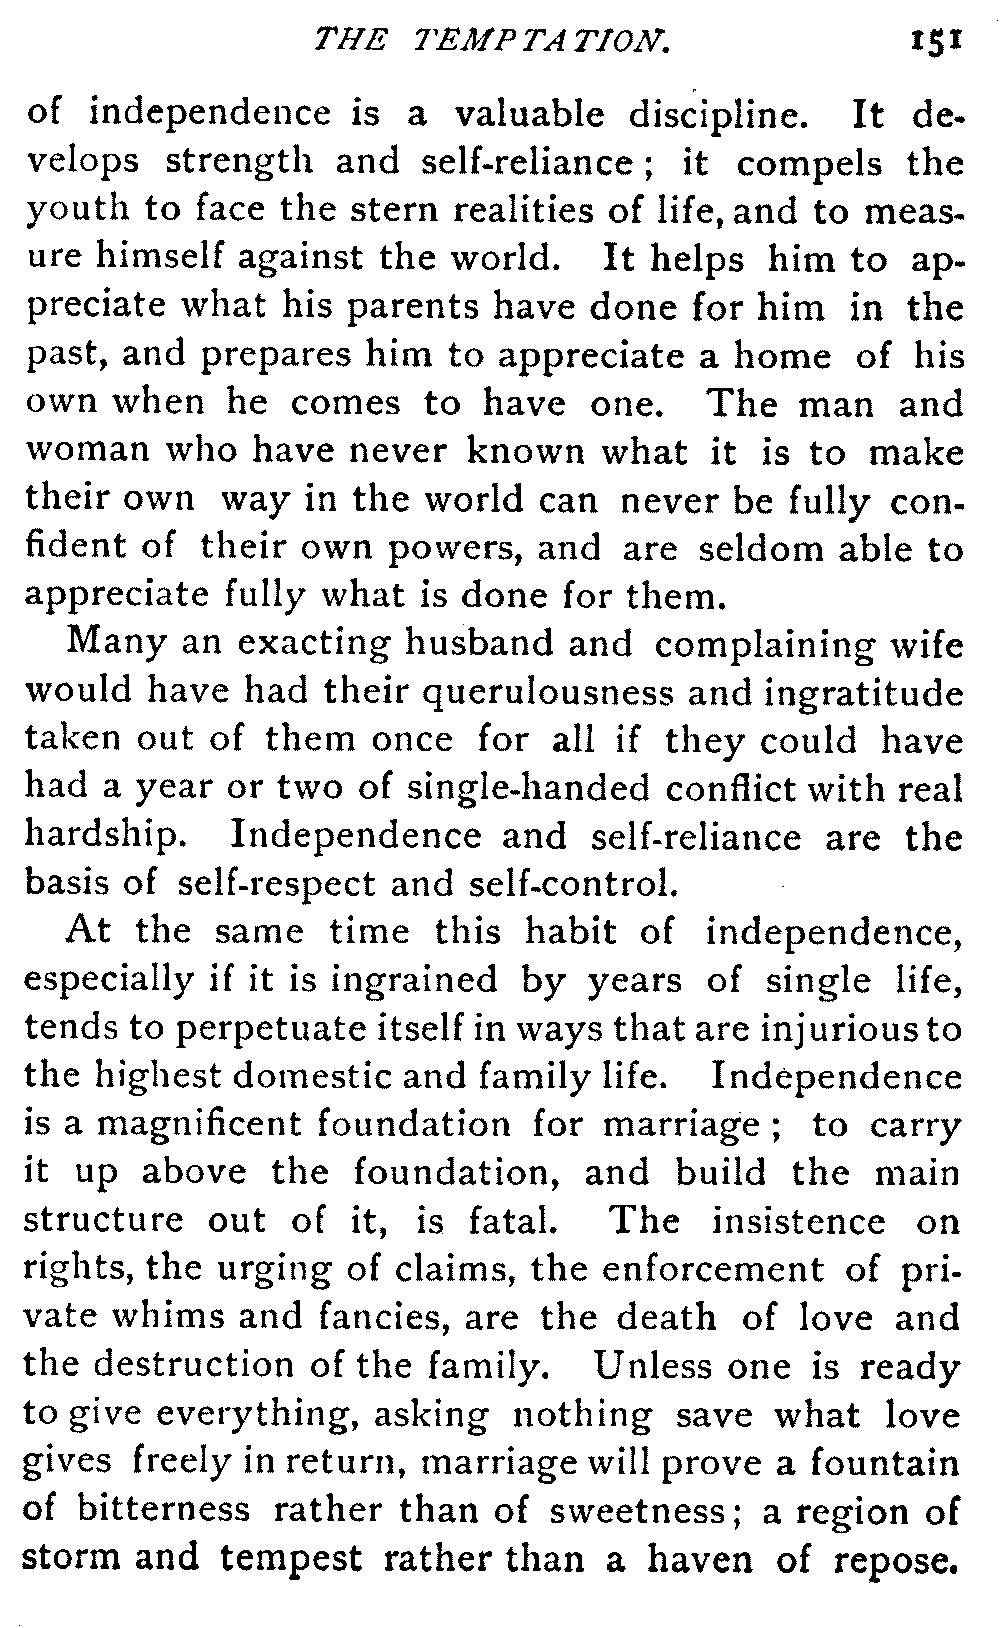 THE TEMPTATION. 151
of independence is a valuable discipline. It de-
velops strength and self-reliance; it compels the
youth to face the stern realities of life, and to meas-
ure himself against the world. It helps him to ap-
preciate what his parents have done for him in the
past, and prepares him to appreciate a home of his
own when he comes to have one. The man and
woman who have never known what it is to make
their own way in the world can never be fully con-
fident of their own powers, and are seldom able to
appreciate fully what is done for them.
Many an exacting husband and complaining wife
would have had their querulousness and ingratitude
taken out of them once for all if they could have
had a year or two of single-handed conflict with real
hardship. Independence and self-reliance are the
basis of self-respect and self-control.
At the same time this habit of independence,
especially if it is ingrained by years of single life,
tends to perpetuate itself in ways that are injurious to
the highest domestic and family life. Independence
is a magnificent foundation for marriage; to carry
it up above the foundation, and build the main
structure out of it, is fatal. The insistence on
rights, the urging of claims, the enforcement of pri-
vate whims and fancies, are the death of love and
the destruction of the family. Unless one is ready
to give everything, asking nothing save what love
gives freely in return, marriage will prove a fountain
of bitterness rather than of sweetness; a region of
storm and tempest rather than a haven of repose.